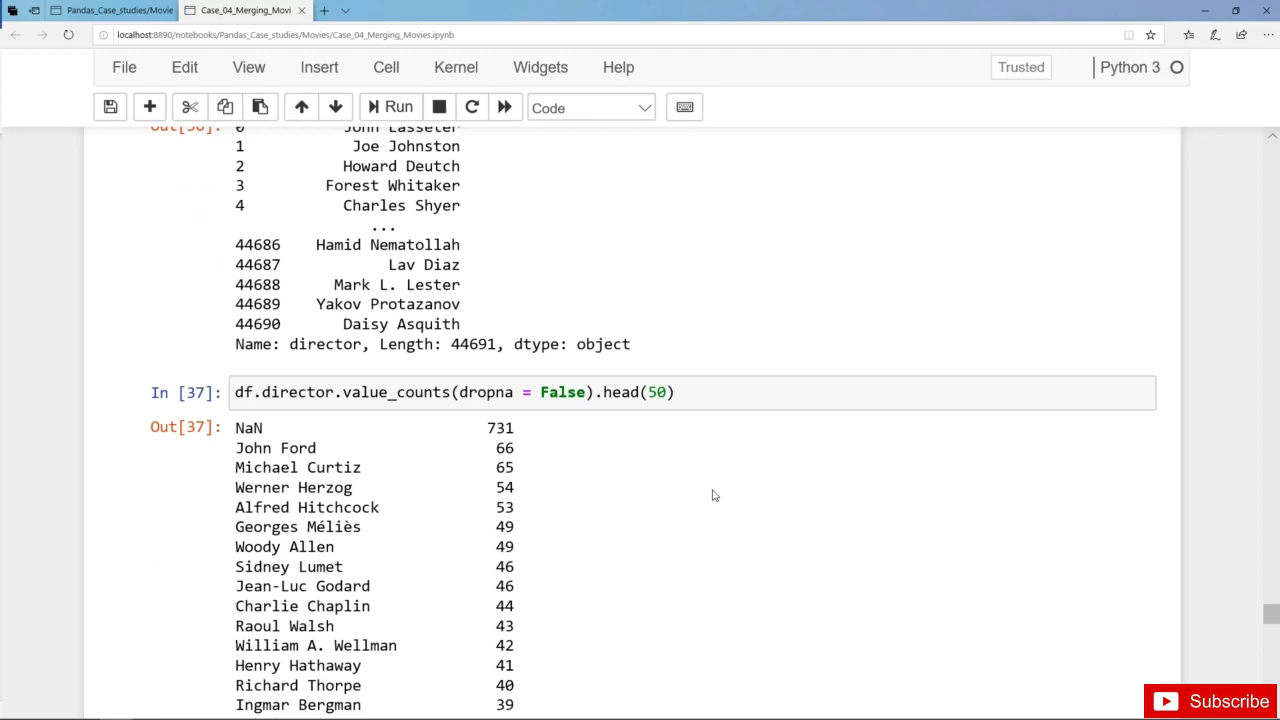 Pandas_Case_studies/Movie
Case_04_Merging_Movi
localhost:8890/notebooks/Pandas_Case_studies/Movies/Case_04_Merging_Movies.ipynb
File Edit View Insert Cell Kernel Widgets Help Trusted Python 3
Run Code
Out[36]: 0 John Lasseter
1 Joe Johnston
2 Howard Deutch
3 Forest Whitaker
4 Charles Shyer
...
44686 Hamid Nematollah
44687 Lav Diaz
44688 Mark L. Lester
44689 Yakov Protazanov
44690 Daisy Asquith
Name: director, Length: 44691, dtype: object
In [37]: df.director.value_counts(dropna = False).head(50)
Out[37]: NaN 731
John Ford 66
Michael Curtiz 65
Werner Herzog 54
Alfred Hitchcock 53
Georges Méliès 49
Woody Allen 49
Sidney Lumet 46
Jean-Luc Godard 46
Charlie Chaplin 44
Raoul Walsh 43
William A. Wellman 42
Henry Hathaway 41
Richard Thorpe 40
Ingmar Bergman 39
Subscribe